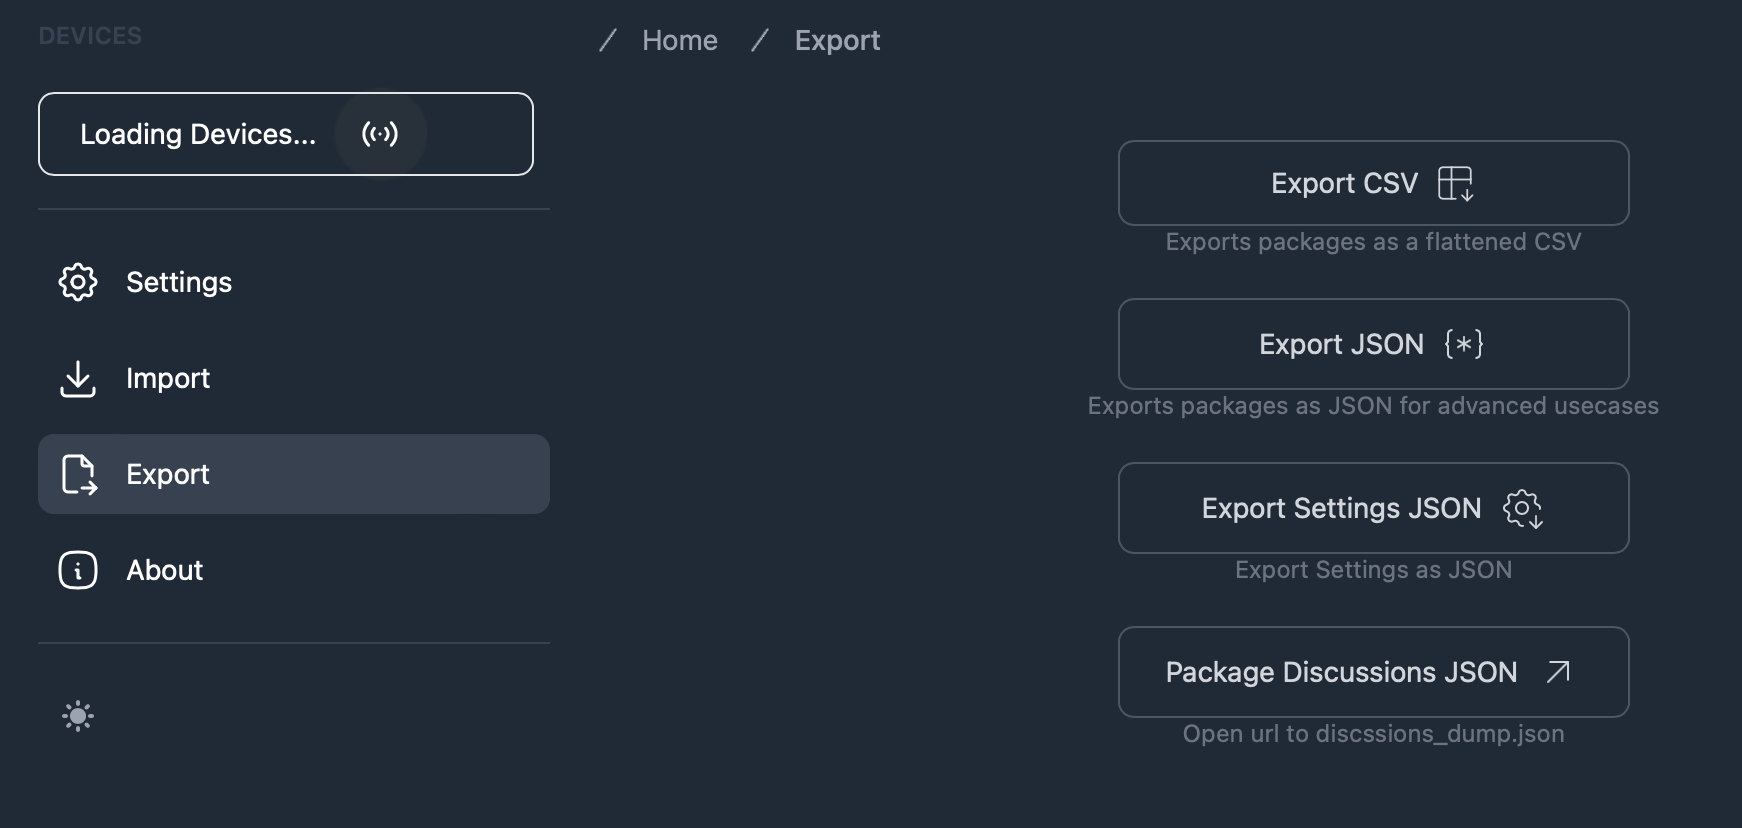 DEVICES
/ Home / Export
Loading Devices...
Settings
Import
Export
About
Export CSV
Exports packages as a flattened CSV
Export JSON {*}
Exports packages as JSON for advanced usecases
Export Settings JSON
Export Settings as JSON
Package Discussions JSON
Open url to discssions_dump.json